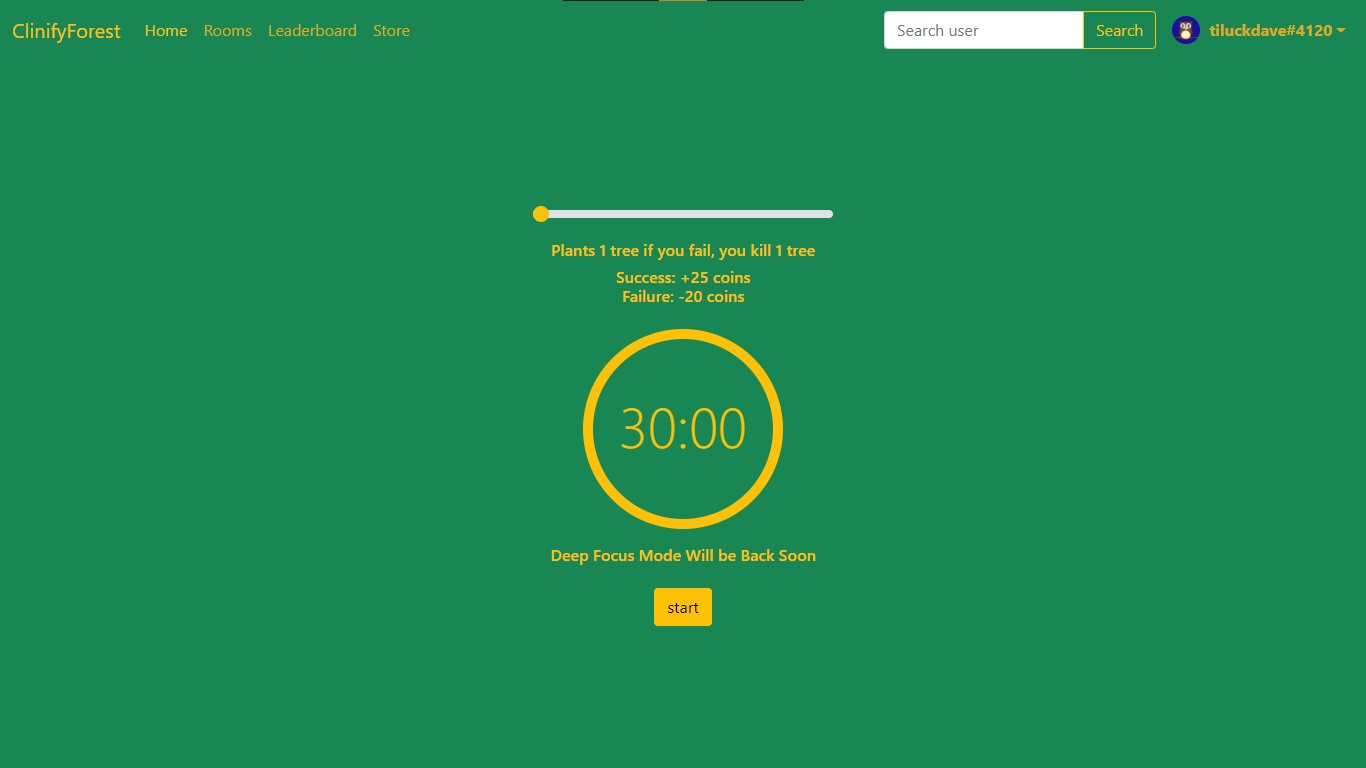 ClinifyForest Home Rooms Leaderboard Store Search user Search tiluckdave#4120
Plants 1 tree if you fail, you kill 1 tree
Success: +25 coins
Failure: -20 coins
30:00
Deep Focus Mode Will be Back Soon
start